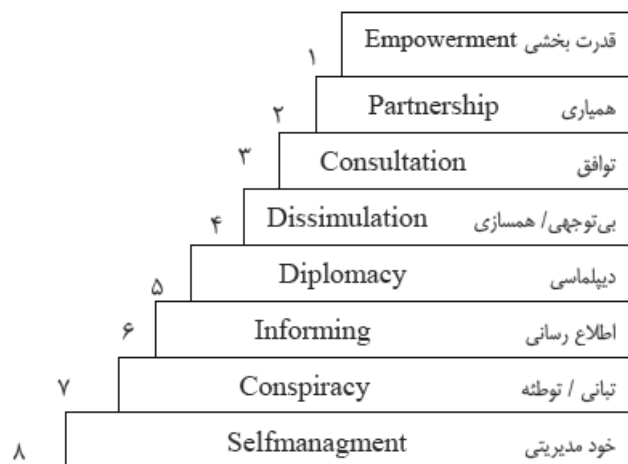 ۱ Empowerment قدرت بخشی
۲ Partnership همیاری
۳ Consultation توافق
۴ Dissimulation بی‌توجهی/ همسازی
۵ Diplomacy دیپلماسی
۶ Informing اطلاع رسانی
۷ Conspiracy تبانی / توطئه
۸ Selfmanagment خود مدیریتی